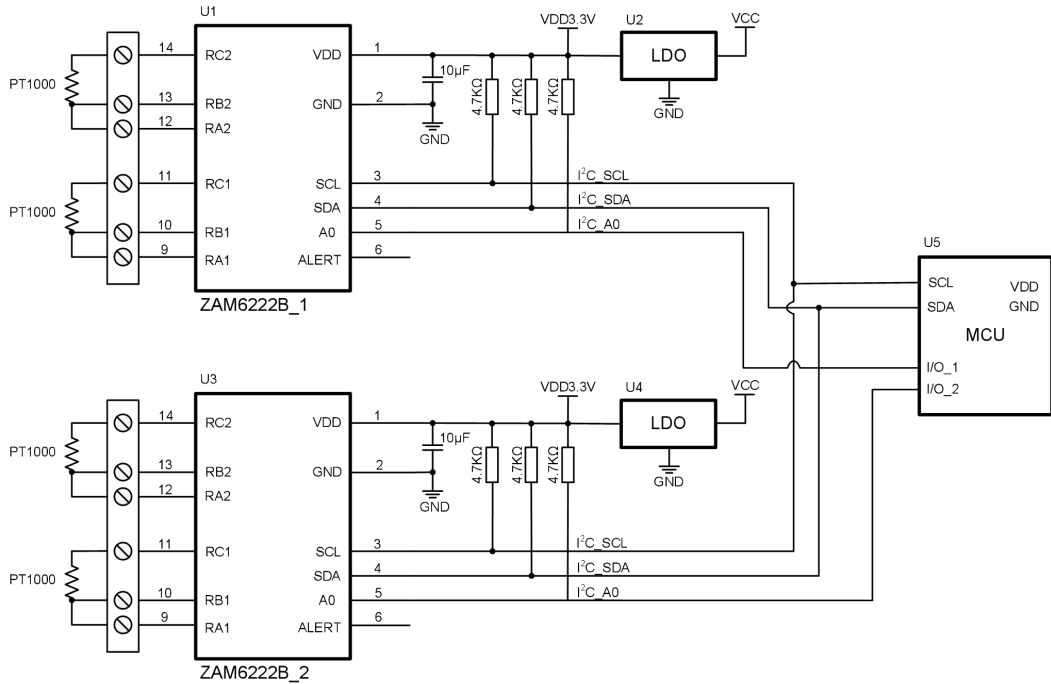 U1
VDD3.3V
U2
VCC
14 RC2 VDD 1
LDO
PT1000
10μF
4.7KΩ 4.7KΩ 4.7KΩ
13 RB2 GND 2
12 RA2
GND
GND
11 RC1 SCL 3 I²C_SCL
SDA 4 I²C_SDA
PT1000
10 RB1 A0 5 I²C_A0
9 RA1 ALERT 6
ZAM6222B_1
U5
SCL VDD
SDA GND
MCU
I/O_1
I/O_2
U3
VDD3.3V
U4
VCC
14 RC2 VDD 1
LDO
PT1000
10μF
4.7KΩ 4.7KΩ 4.7KΩ
13 RB2 GND 2
12 RA2
GND
GND
11 RC1 SCL 3 I²C_SCL
SDA 4 I²C_SDA
PT1000
10 RB1 A0 5 I²C_A0
9 RA1 ALERT 6
ZAM6222B_2